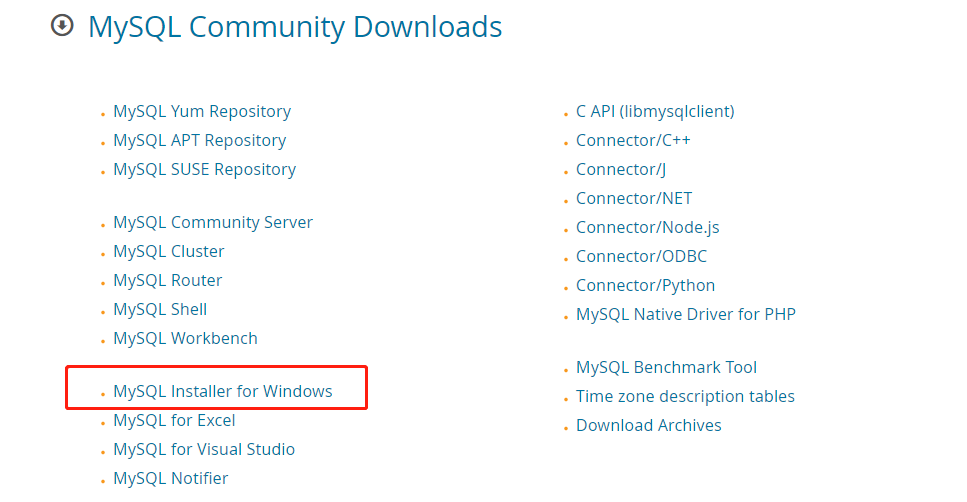 MySQL Community Downloads
MySQL Yum Repository
MySQL APT Repository
MySQL SUSE Repository
MySQL Community Server
MySQL Cluster
MySQL Router
MySQL Shell
MySQL Workbench
MySQL Installer for Windows
MySQL for Excel
MySQL for Visual Studio
MySQL Notifier
C API (libmysqlclient)
Connector/C++
Connector/J
Connector/NET
Connector/Node.js
Connector/ODBC
Connector/Python
MySQL Native Driver for PHP
MySQL Benchmark Tool
Time zone description tables
Download Archives